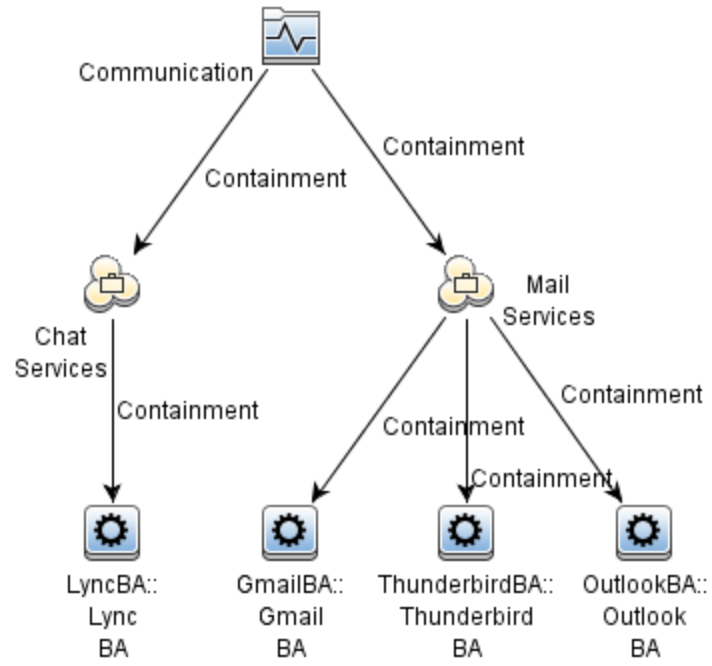 Communication
Containment
Containment
Mail
Services
Chat
Services
Containment
Containment
Containment
Containment
LyncBA::
Lync
BA
GmailBA::
Gmail
BA
ThunderbirdBA::
Thunderbird
BA
OutlookBA::
Outlook
BA